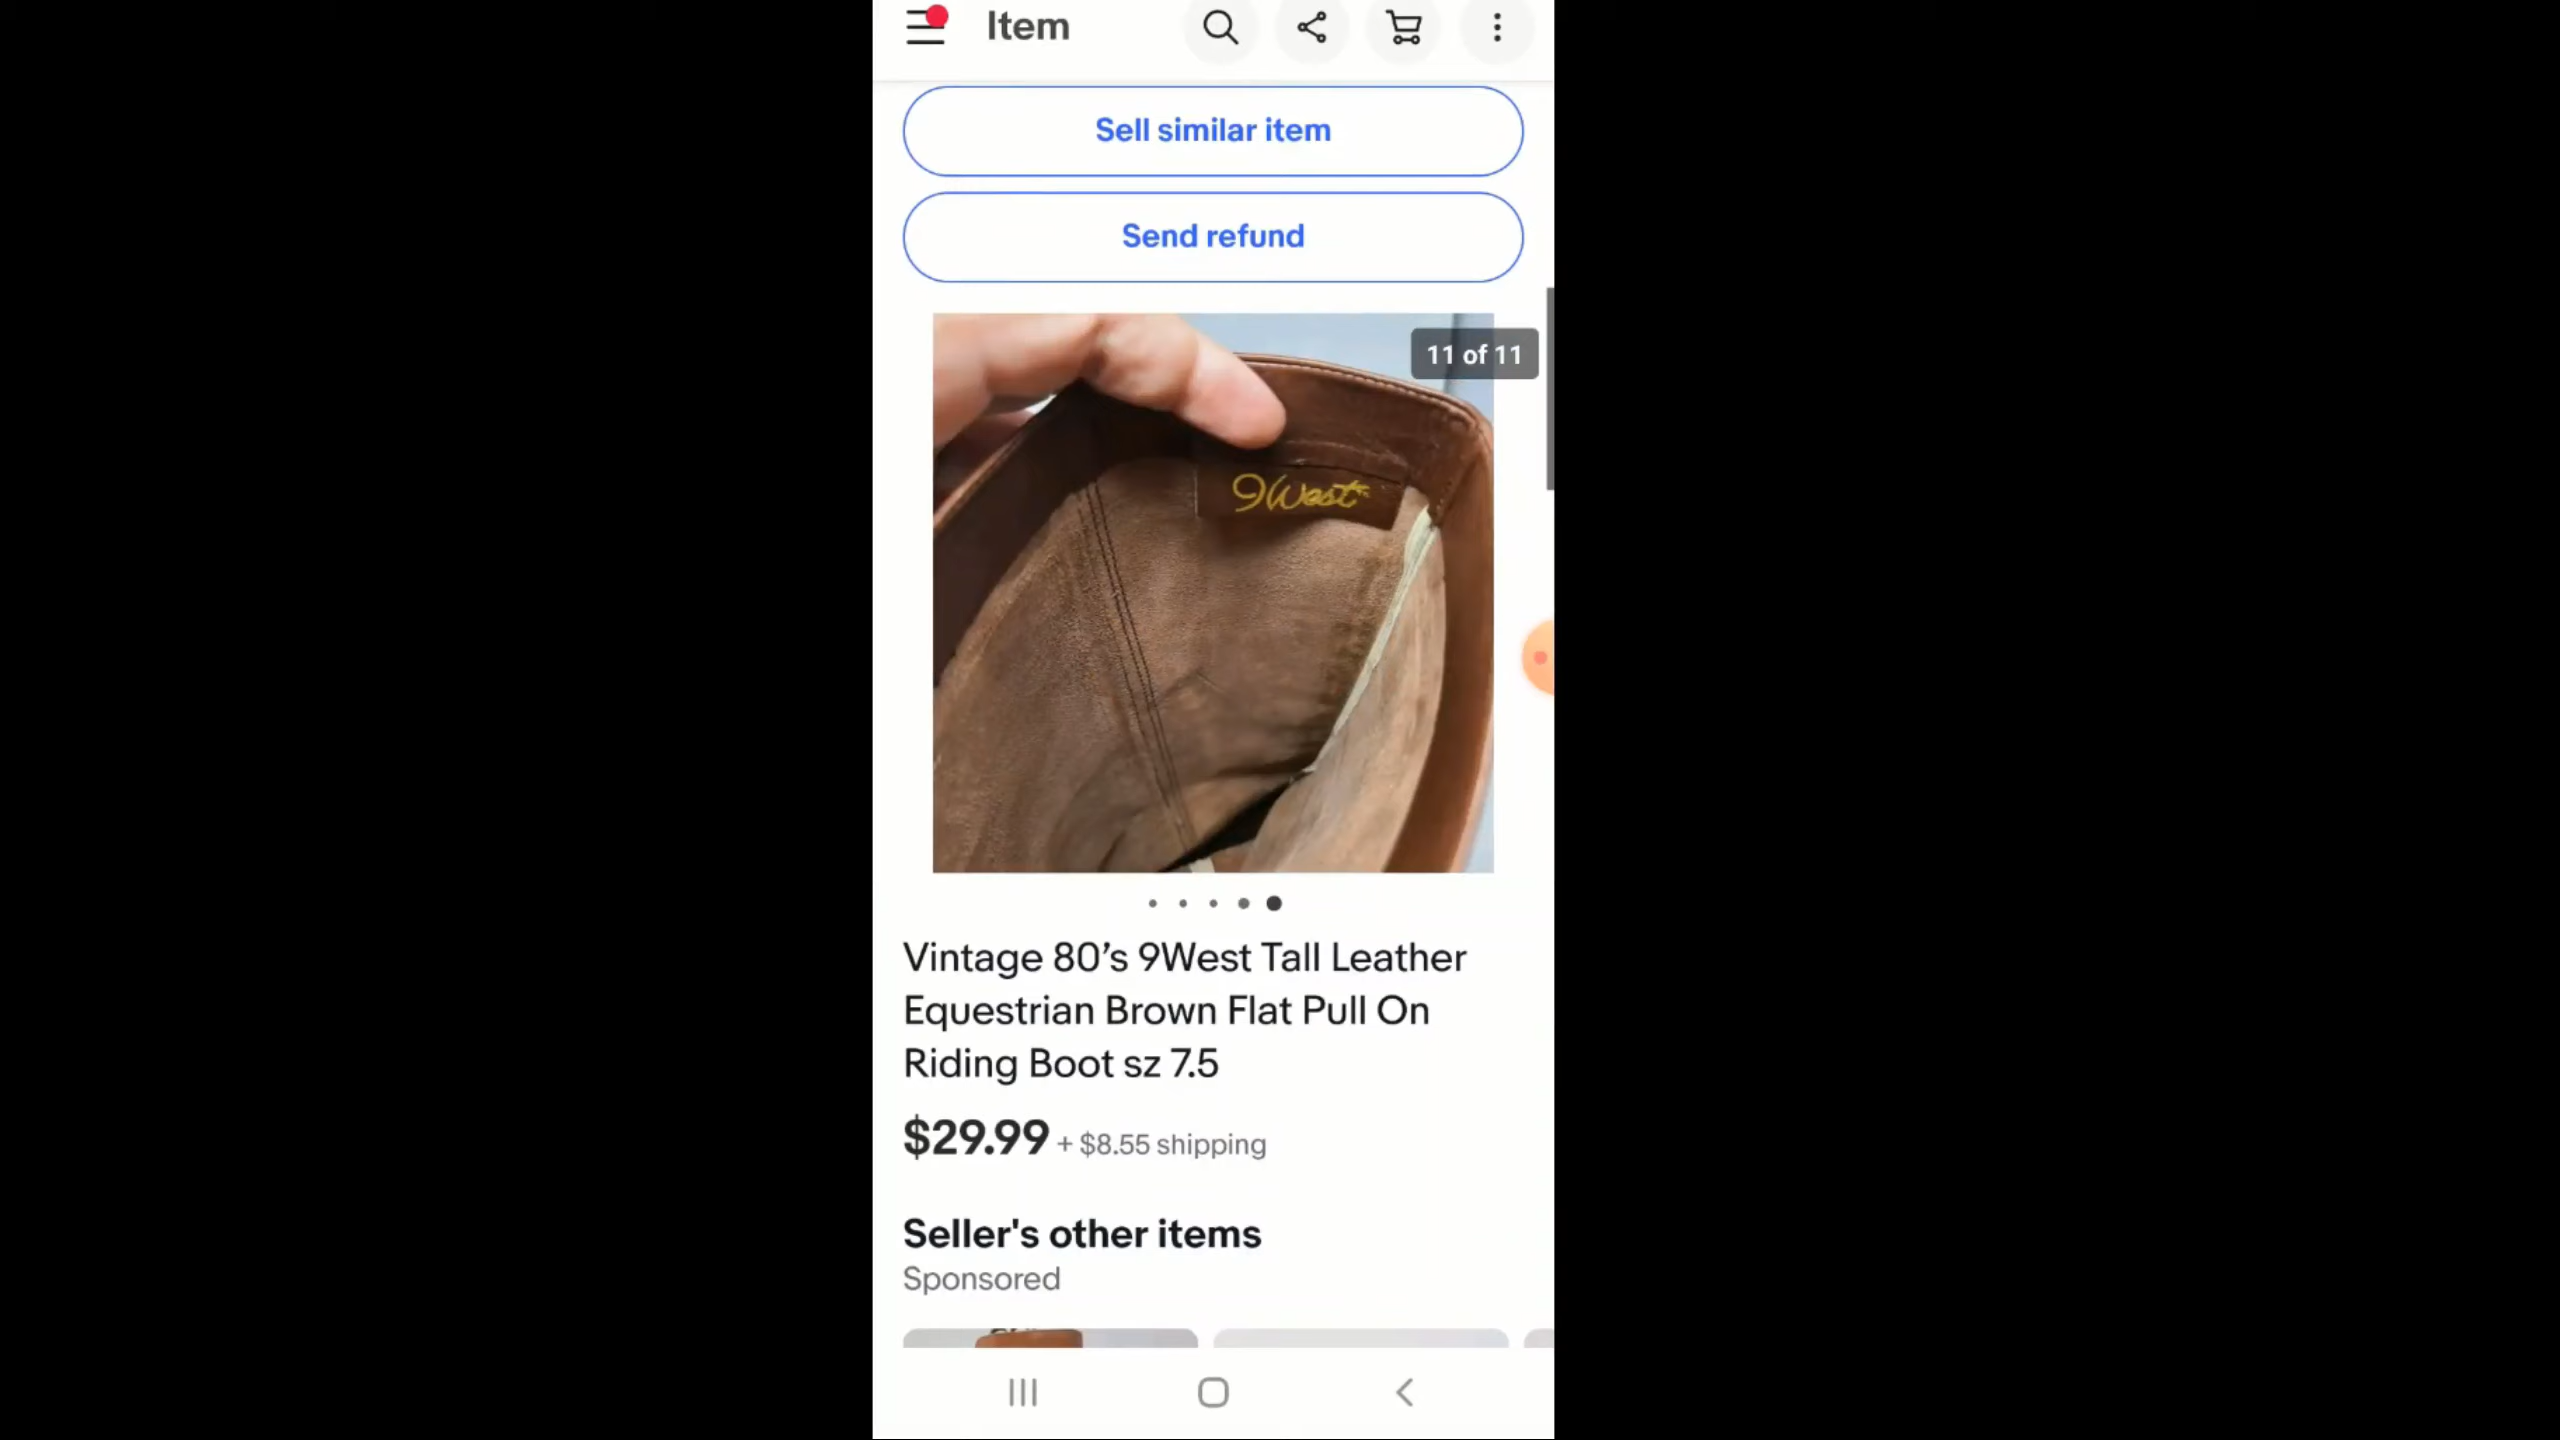 Item
Sell similar item
Send refund
11 of 11
9West
Vintage 80’s 9West Tall Leather
Equestrian Brown Flat Pull On
Riding Boot sz 7.5
$29.99 + $8.55 shipping
Seller's other items
Sponsored